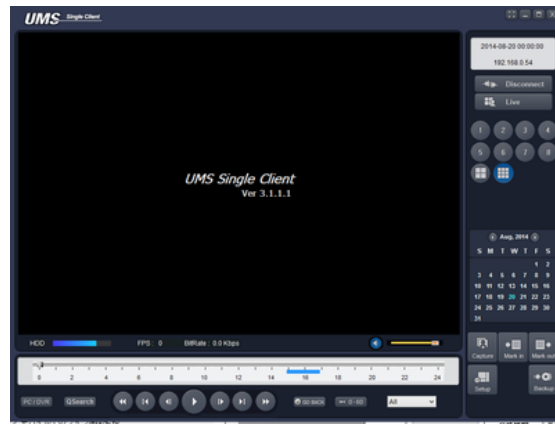 UMS Single Client
2014-08-20 00:00:00
192.168.0.54
Disconnect
Live
1 2 3 4
5 6 7 8
UMS Single Client
Ver 3.1.1.1
Aug, 2014
S M T W T F S
1 2
3 4 5 6 7 8 9
10 11 12 13 14 15 16
17 18 19 20 21 22 23
24 25 26 27 28 29 30
31
HDD FPS : 0 BitRate : 0.0 Kbps
Capture Mark in Mark out
0 2 4 6 8 10 12 14 16 18 20 22 24
Setup Backup
PC / DVR QSearch GO BACK 0 - 60 All